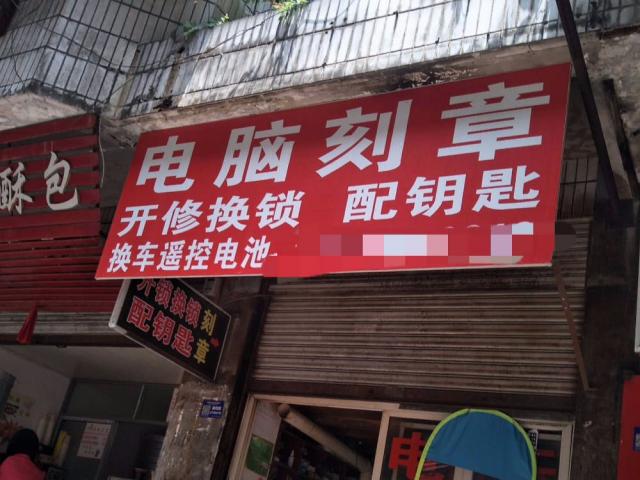 酥包
电脑刻章
开修换锁 配钥匙
换车遥控电池
开锁换锁刻章
配钥匙
电